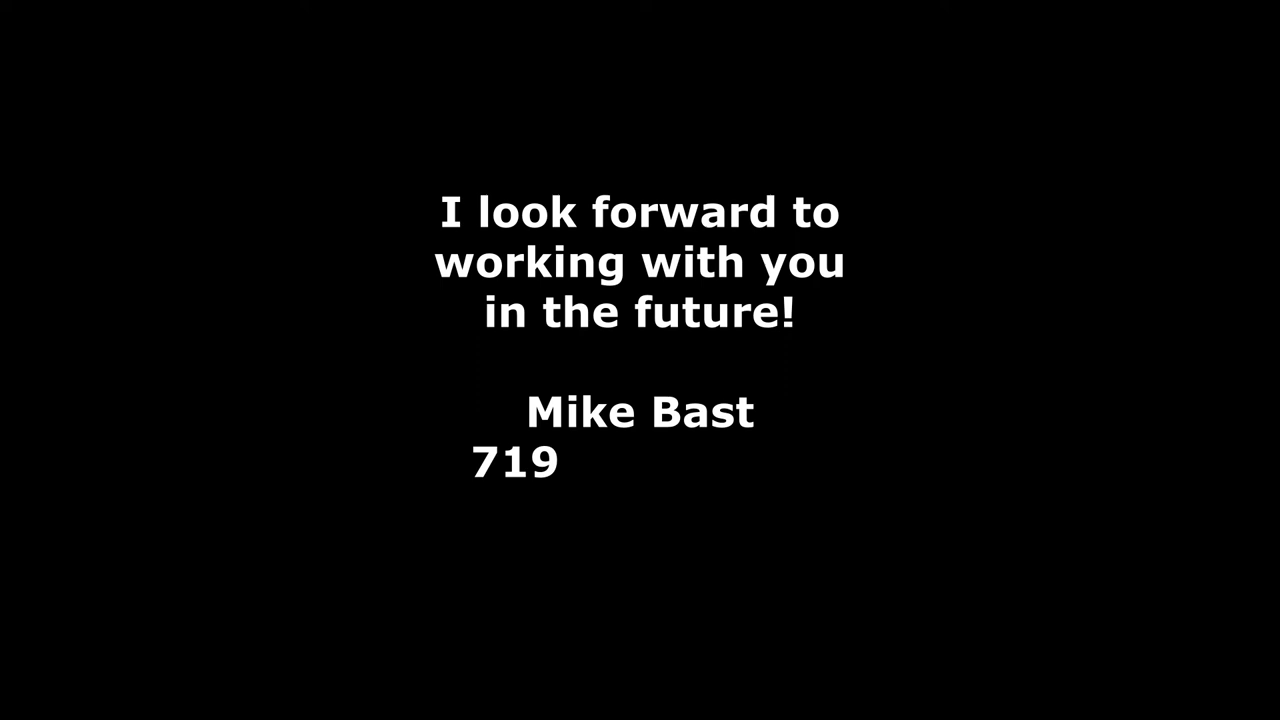 I look forward to
working with you
in the future!
Mike Bast
719